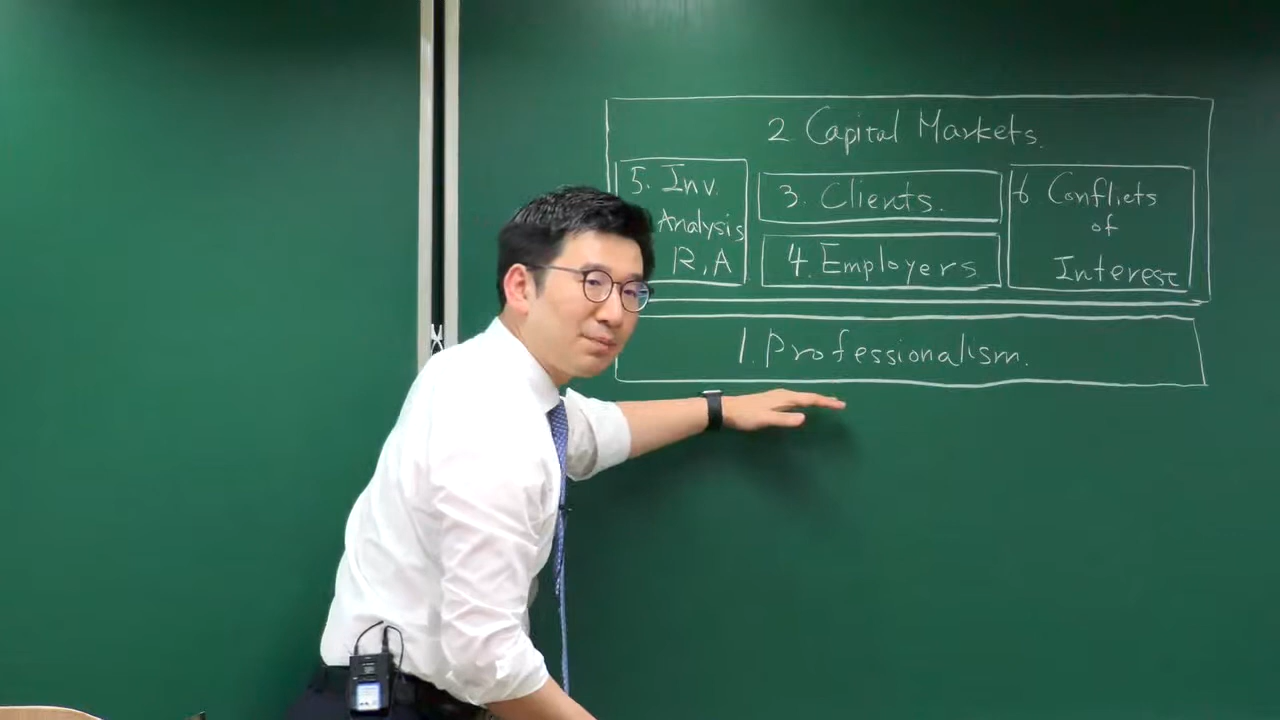 2 Capital Markets.
5. Inv.
Analysis
R, A
3. Clients.
4. Employers
6 Conflicts
of
Interest
1. Professionalism.